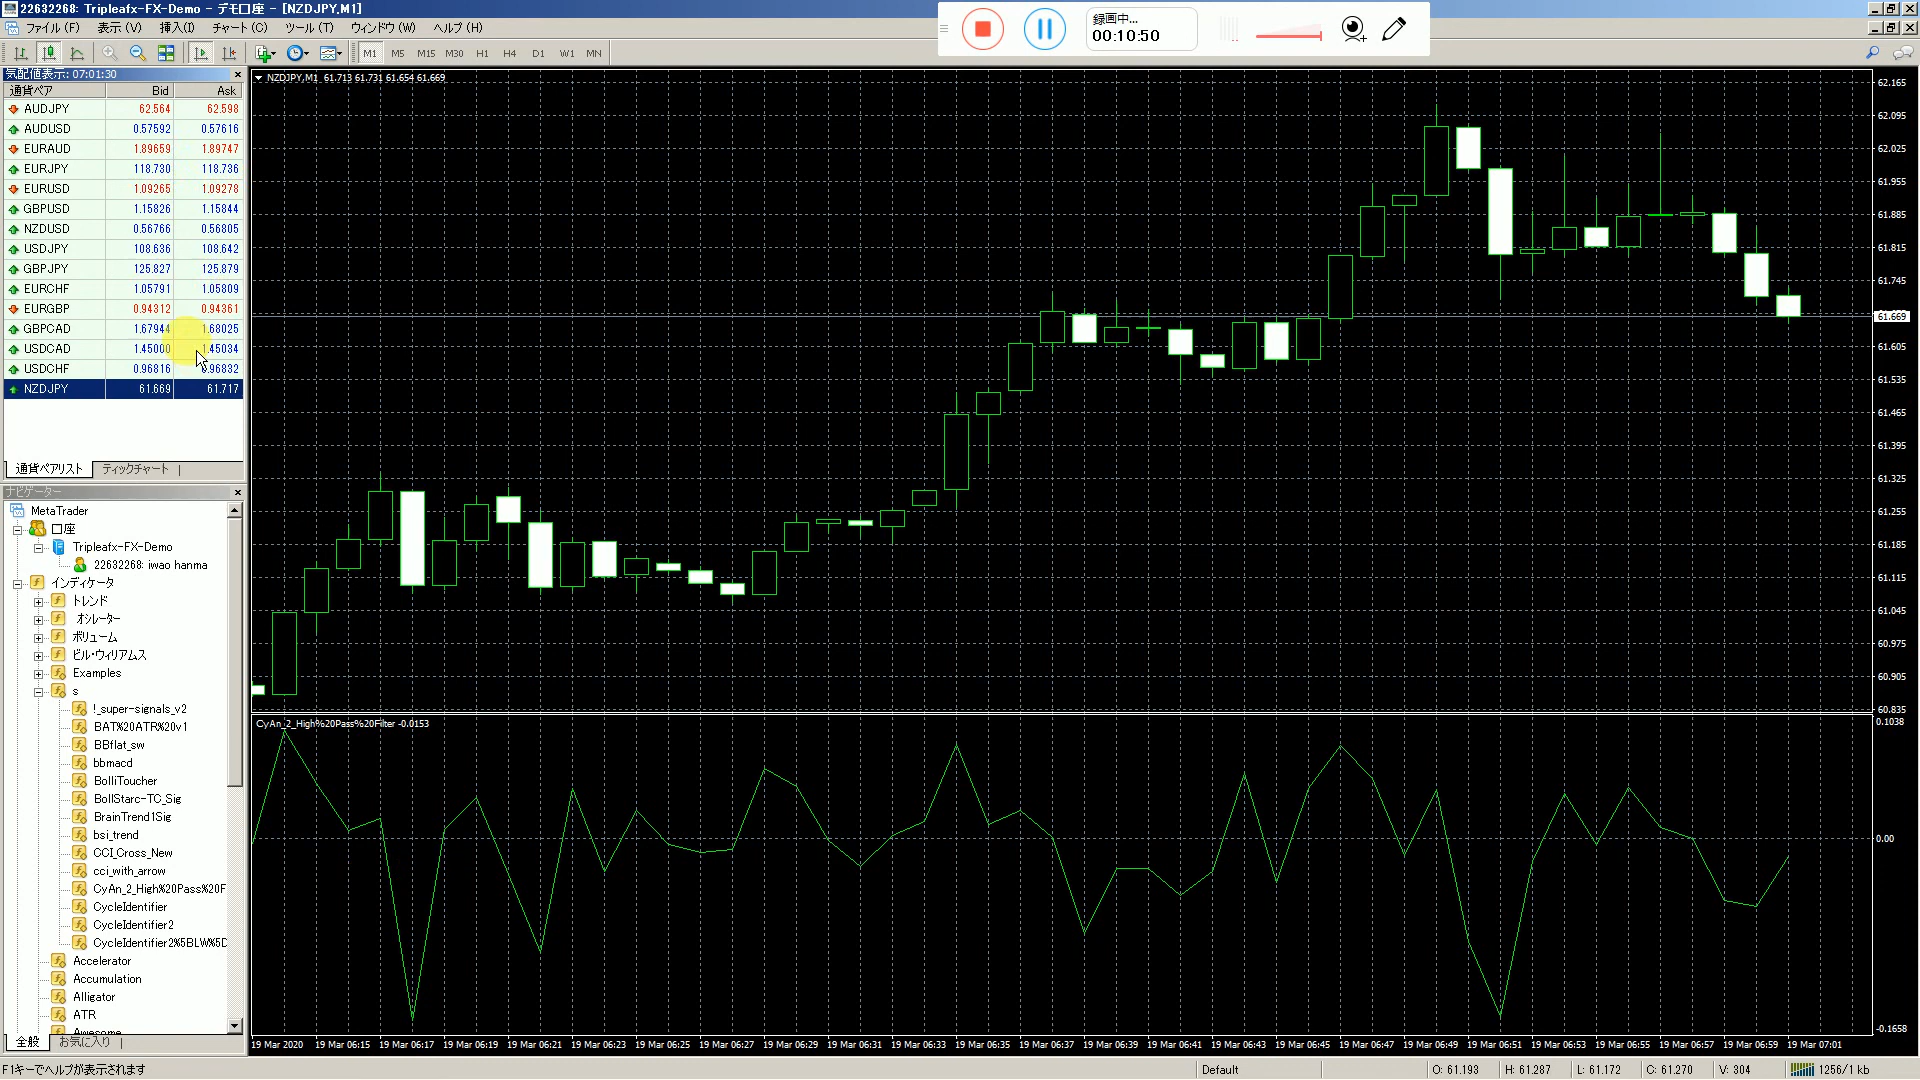 22632268: Tripleafx-FX-Demo - デモ口座 - [NZDJPY,M1]
ファイル (F) 表示 (V) 挿入(I) チャート (C) ツール (T) ウィンドウ (W) ヘルプ (H)
録画中...
00:10:50
M1 M5 M15 M30 H1 H4 D1 W1 MN
気配値表示: 07:01:30
通貨ペア Bid Ask
AUDJPY 62.564 62.598
AUDUSD 0.57592 0.57616
EURAUD 1.89659 1.89747
EURJPY 118.730 118.736
EURUSD 1.09265 1.09278
GBPUSD 1.15826 1.15844
NZDUSD 0.56766 0.56805
USDJPY 108.636 108.642
GBPJPY 125.827 125.879
EURCHF 1.05791 1.05809
EURGBP 0.94312 0.94361
GBPCAD 1.67944 1.68025
USDCAD 1.45000 1.45034
USDCHF 0.96816 0.96832
NZDJPY 61.669 61.717
通貨ペアリスト ティックチャート
ナビゲーター
MetaTrader
口座
Tripleafx-FX-Demo
22632268: iwao hanma
インディケータ
トレンド
オシレーター
ボリューム
ビル・ウィリアムス
Examples
s
!_super-signals_v2
BAT%20ATR%20v1
BBflat_sw
bbmacd
BolliToucher
BollStarc-TC_Sig
BrainTrend1Sig
bsi_trend
CCI_Cross_New
cci_with_arrow
CyAn_2_High%20Pass%20F
CycleIdentifier
CycleIdentifier2
CycleIdentifier2%5BLW%5D
Accelerator
Accumulation
Alligator
ATR
Awesome
全般 お気に入り
NZDJPY,M1 61.713 61.731 61.654 61.669
62.165
62.095
62.025
61.955
61.885
61.815
61.745
61.669
61.605
61.535
61.465
61.395
61.325
61.255
61.185
61.115
61.045
60.975
60.905
60.835
CyAn_2_High%20Pass%20Filter -0.0153
0.1038
0.00
-0.1658
19 Mar 2020 19 Mar 06:15 19 Mar 06:17 19 Mar 06:19 19 Mar 06:21 19 Mar 06:23 19 Mar 06:25 19 Mar 06:27 19 Mar 06:29 19 Mar 06:31 19 Mar 06:33 19 Mar 06:35 19 Mar 06:37 19 Mar 06:39 19 Mar 06:41 19 Mar 06:43 19 Mar 06:45 19 Mar 06:47 19 Mar 06:49 19 Mar 06:51 19 Mar 06:53 19 Mar 06:55 19 Mar 06:57 19 Mar 06:59 19 Mar 07:01
F1キーでヘルプが表示されます Default O: 61.193 H: 61.287 L: 61.172 C: 61.270 V: 304 1256/1 kb